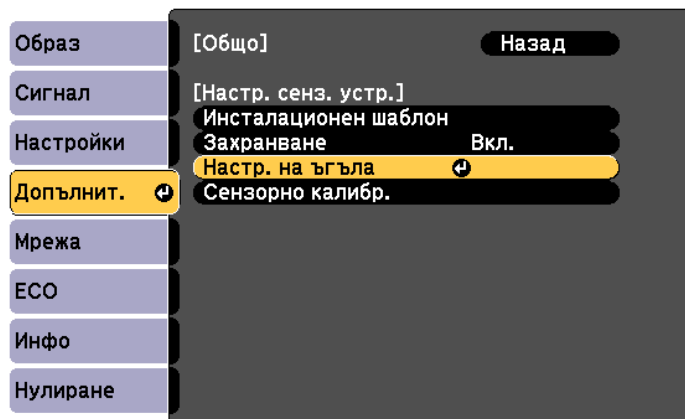 Образ
Сигнал
Настройки
Допълнит.
Мрежа
ECO
Инфо
Нулиране
[Общо] Назад
[Настр. сенз. устр.]
Инсталационен шаблон
Захранване Вкл.
Настр. на ъгъла
Сензорно калибр.